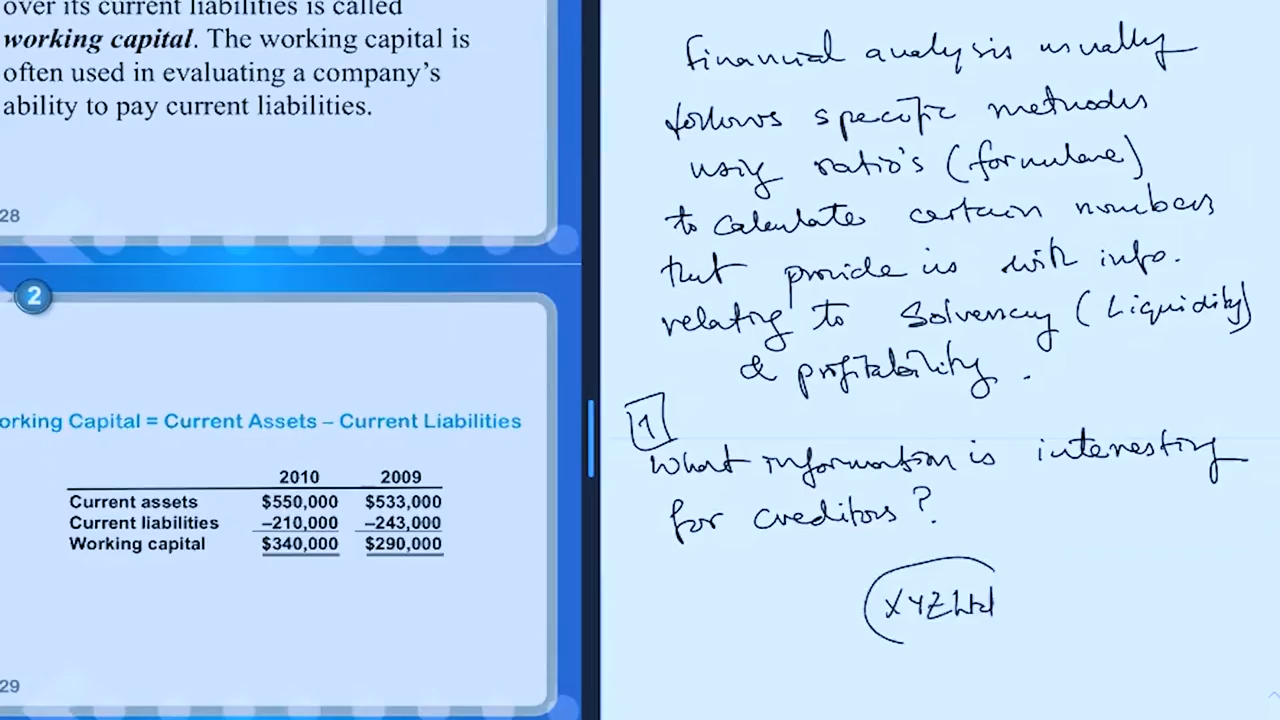 over its current liabilities is called
working capital. The working capital is
often used in evaluating a company's
ability to pay current liabilities.
28
2
orking Capital = Current Assets – Current Liabilities
2010 2009
Current assets $550,000 $533,000
Current liabilities –210,000 –243,000
Working capital $340,000 $290,000
29
Financial analysis usually
follows specific methodes
using ratio's (formulae)
to calculate certain numbers
that provide us with info.
relating to Solvency (Liquidity)
& profitability.
1
What information is interesting
for creditors?
XYZ Ltd